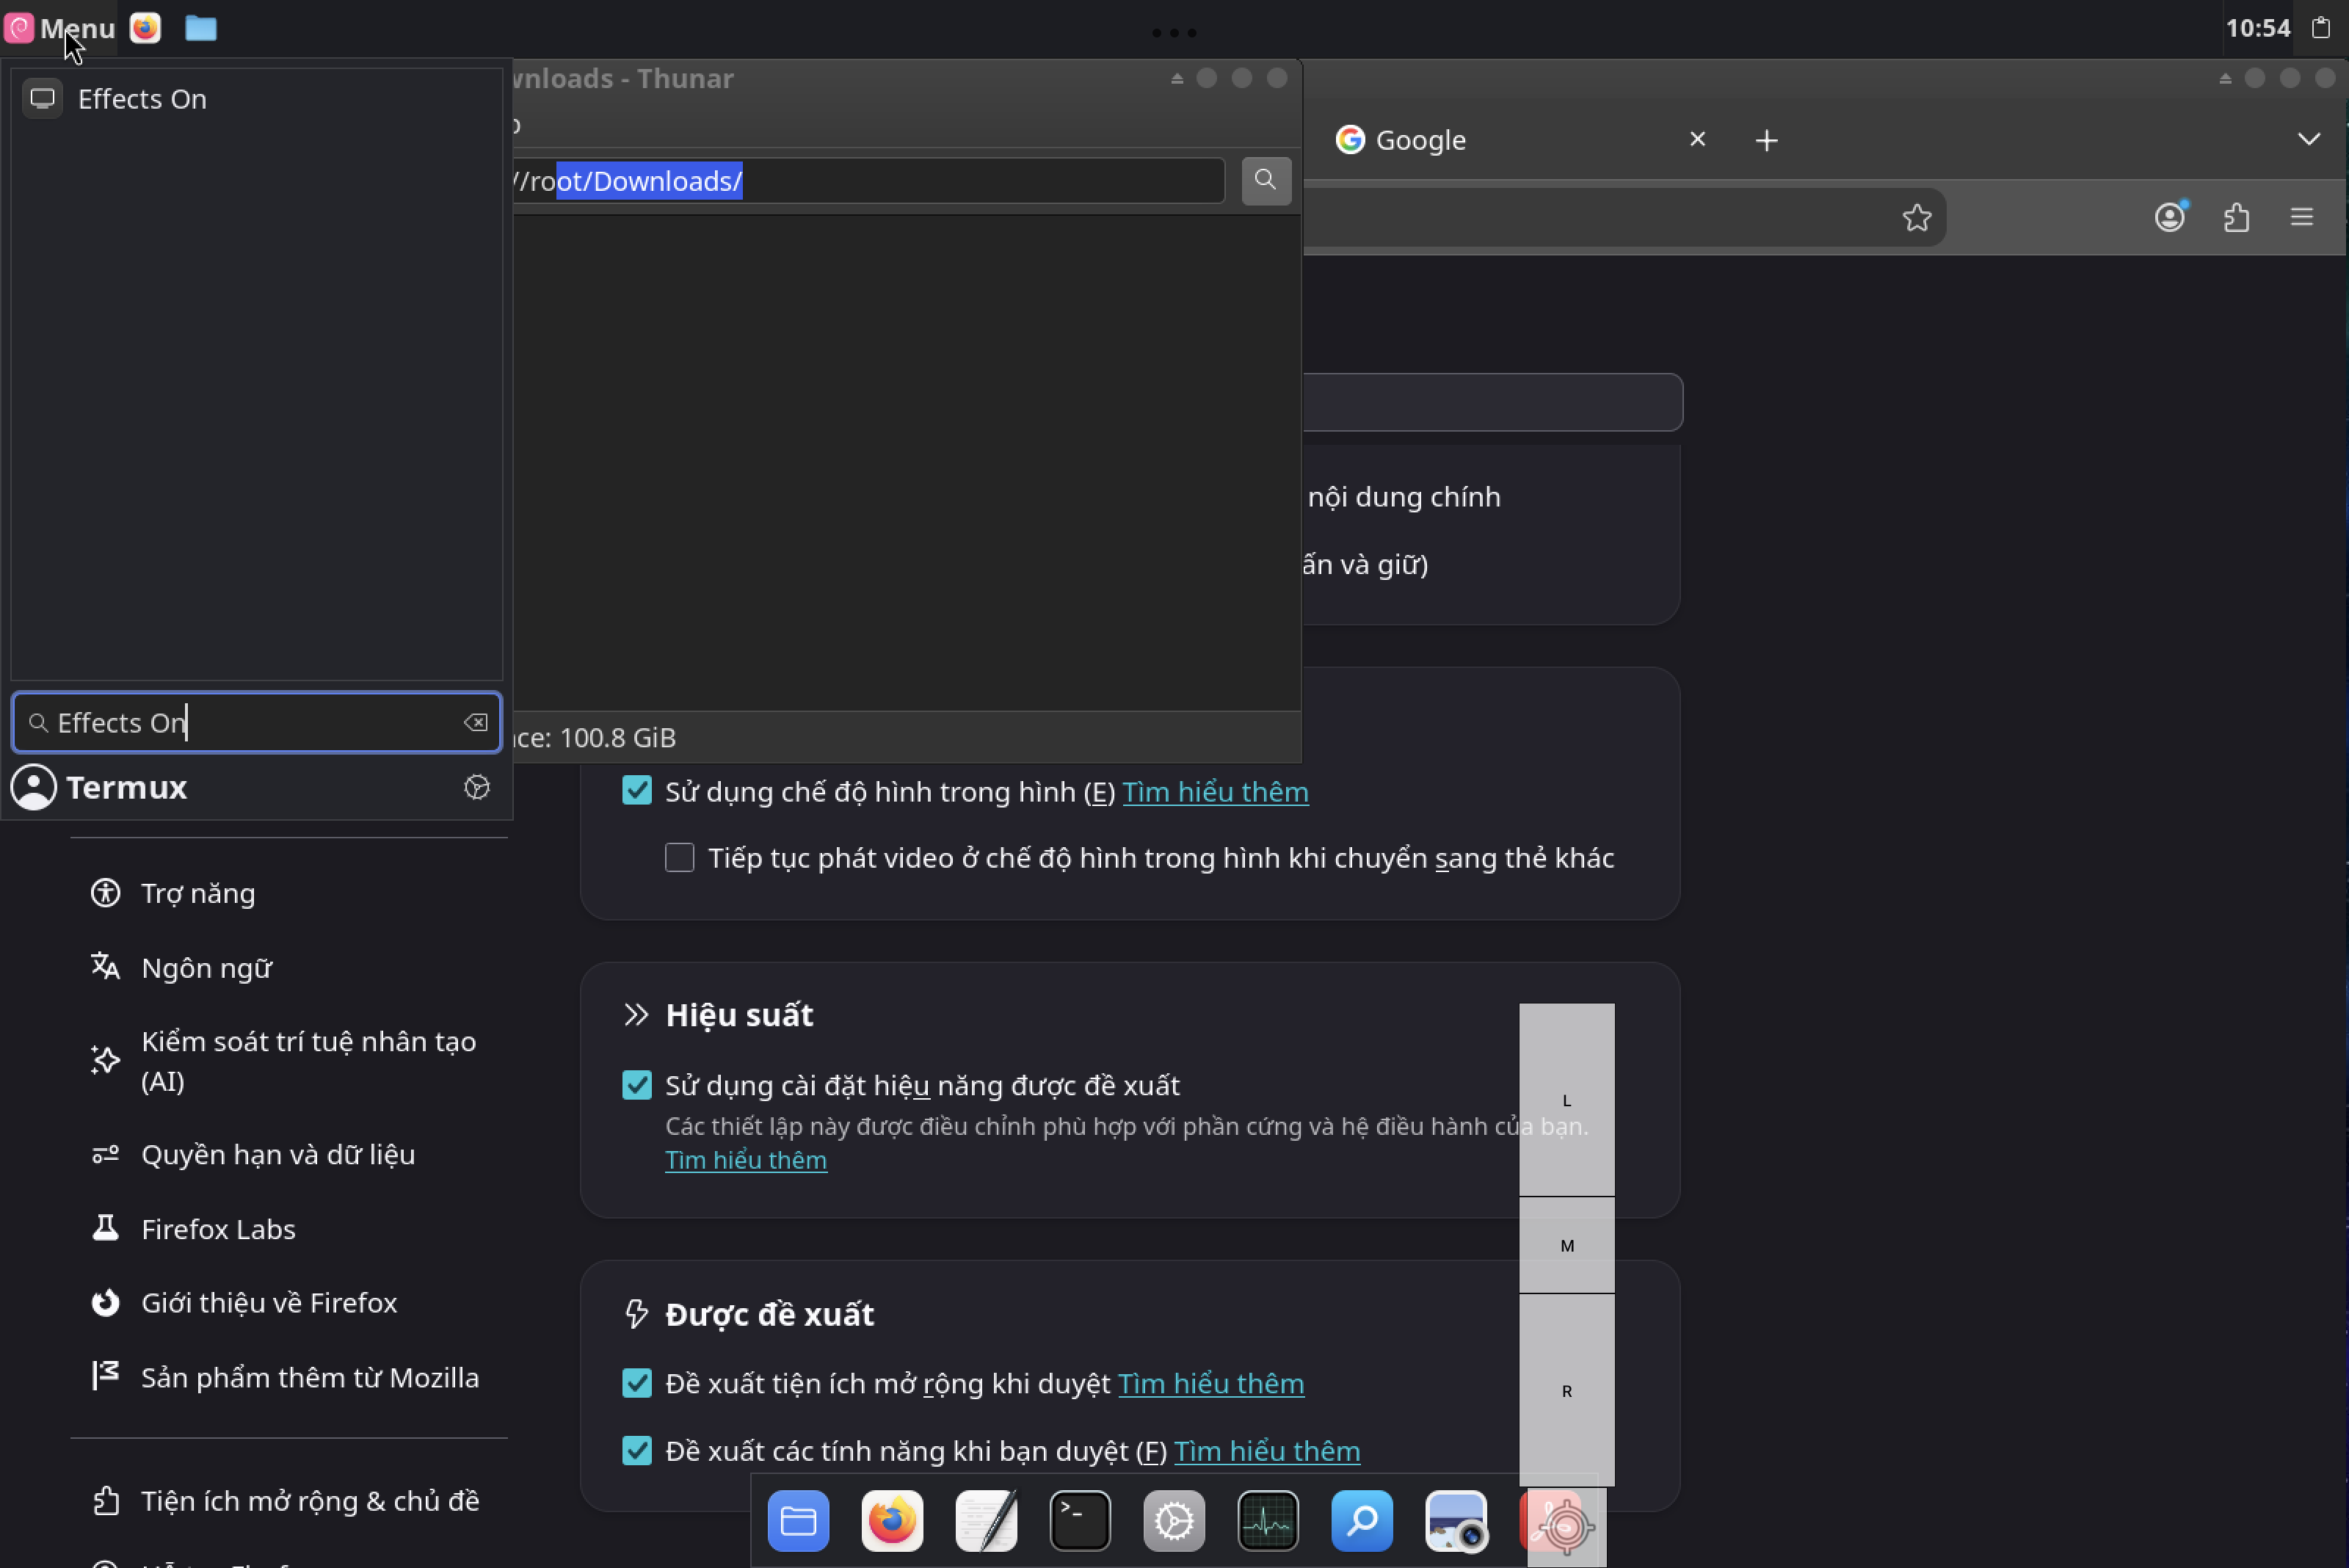 Menu
10:54
Effects On
wnloads - Thunar
Google
//root/Downloads/
nội dung chính
ấn và giữ)
Effects On
ace: 100.8 GiB
Termux
Sử dụng chế độ hình trong hình (E) Tìm hiểu thêm
Tiếp tục phát video ở chế độ hình trong hình khi chuyển sang thẻ khác
Trợ năng
Ngôn ngữ
Kiểm soát trí tuệ nhân tạo
(AI)
Quyền hạn và dữ liệu
Firefox Labs
Giới thiệu về Firefox
Sản phẩm thêm từ Mozilla
Tiện ích mở rộng & chủ đề
Hiệu suất
Sử dụng cài đặt hiệu năng được đề xuất
Các thiết lập này được điều chỉnh phù hợp với phần cứng và hệ điều hành của bạn.
Tìm hiểu thêm
Được đề xuất
Đề xuất tiện ích mở rộng khi duyệt Tìm hiểu thêm
Đề xuất các tính năng khi bạn duyệt (F) Tìm hiểu thêm
L
M
R